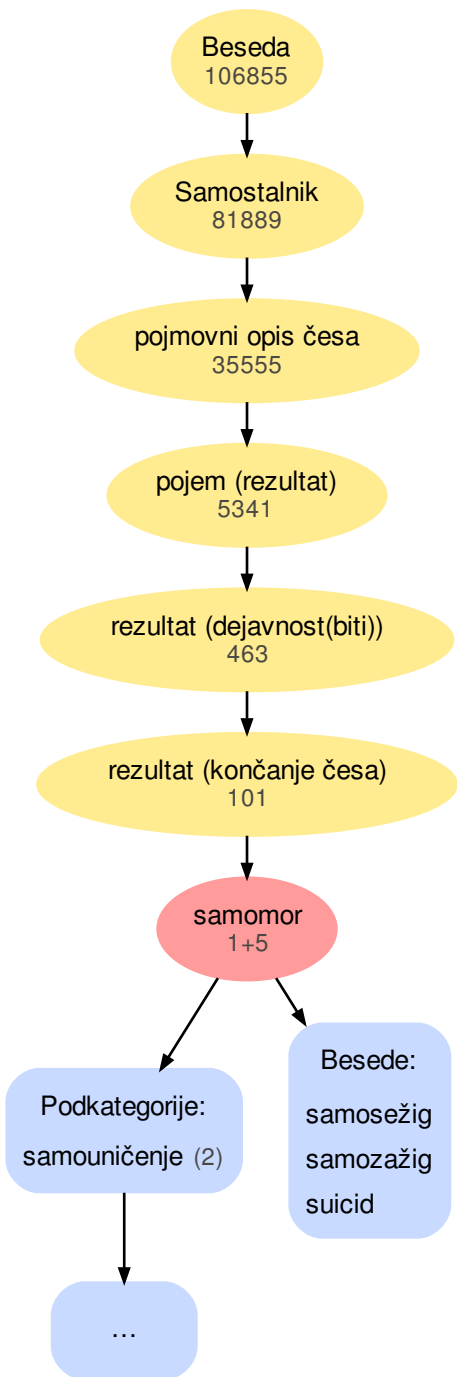 Beseda
106855
Samostalnik
81889
pojmovni opis česa
35555
pojem (rezultat)
5341
rezultat (dejavnost(biti))
463
rezultat (končanje česa)
101
samomor
1+5
Podkategorije:
samouničenje (2)
Besede:
samosežig
samozažig
suicid
...